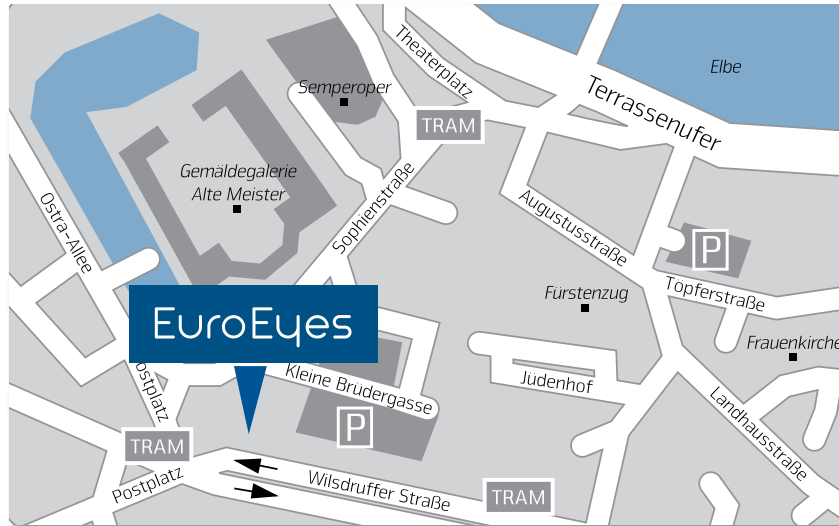 Elbe
Theaterplatz
Semperoper
Terrassenufer
TRAM
Gemäldegalerie
Alte Meister
Sophienstraße
Ostra-Allee
Augustusstraße
P
Fürstenzug
Töpferstraße
EuroEyes
Frauenkirche
Postplatz
Kleine Brüdergasse
Jüdenhof
Landhausstraße
P
TRAM
Postplatz
Wilsdruffer Straße
TRAM